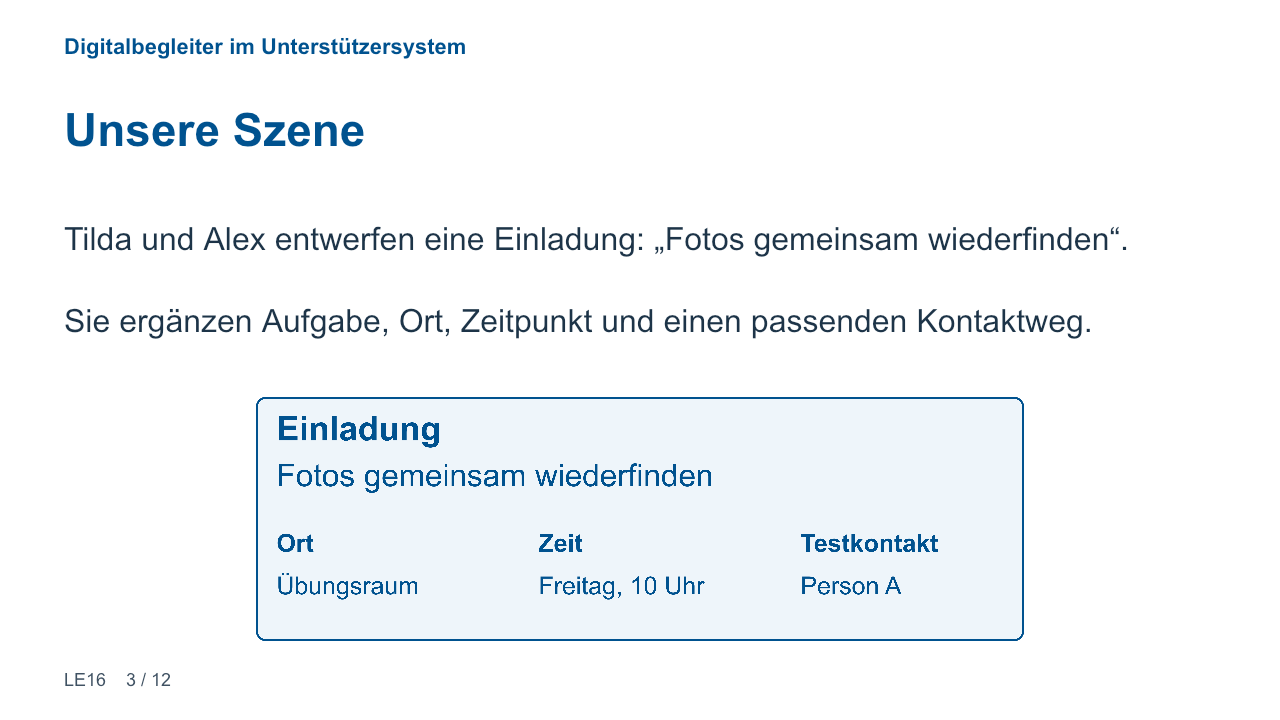 Digitalbegleiter im Unterstützersystem
Unsere Szene
Tilda und Alex entwerfen eine Einladung: „Fotos gemeinsam wiederfinden“.
Sie ergänzen Aufgabe, Ort, Zeitpunkt und einen passenden Kontaktweg.
Einladung
Fotos gemeinsam wiederfinden
Ort Zeit Testkontakt
Übungsraum Freitag, 10 Uhr Person A
LE16 3 / 12